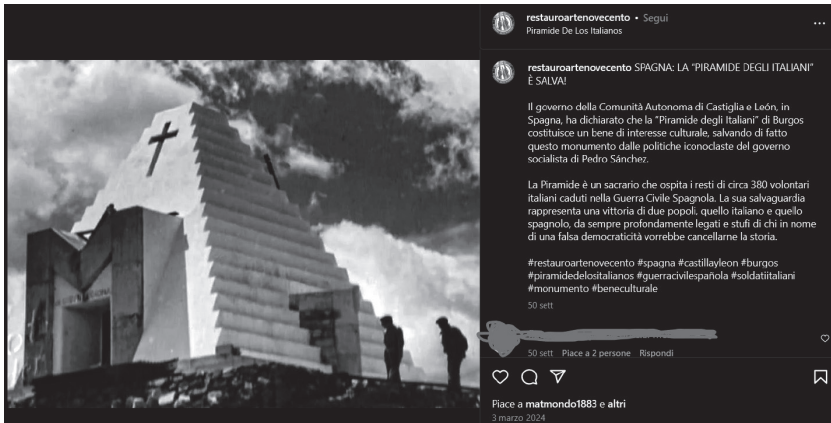 restauroartenovecento • Segui
Piramide De Los Italianos
restauroartenovecento SPAGNA: LA “PIRAMIDE DEGLI ITALIANI”
È SALVA!
Il governo della Comunità Autonoma di Castiglia e León, in
Spagna, ha dichiarato che la “Piramide degli Italiani” di Burgos
costituisce un bene di interesse culturale, salvando di fatto
questo monumento dalle politiche iconoclaste del governo
socialista di Pedro Sánchez.
La Piramide è un sacrario che ospita i resti di circa 380 volontari
italiani caduti nella Guerra Civile Spagnola. La sua salvaguardia
rappresenta una vittoria di due popoli, quello italiano e quello
spagnolo, da sempre profondamente legati e stufi di chi in nome
di una falsa democraticità vorrebbe cancellarne la storia.
#restauroartenovecento #spagna #castillayleon #burgos
#piramidedelositalianos #guerracivilespañola #soldatiitaliani
#monumento #beneculturale
50 sett
50 sett Piace a 2 persone Rispondi
Piace a matmondo1883 e altri
3 marzo 2024